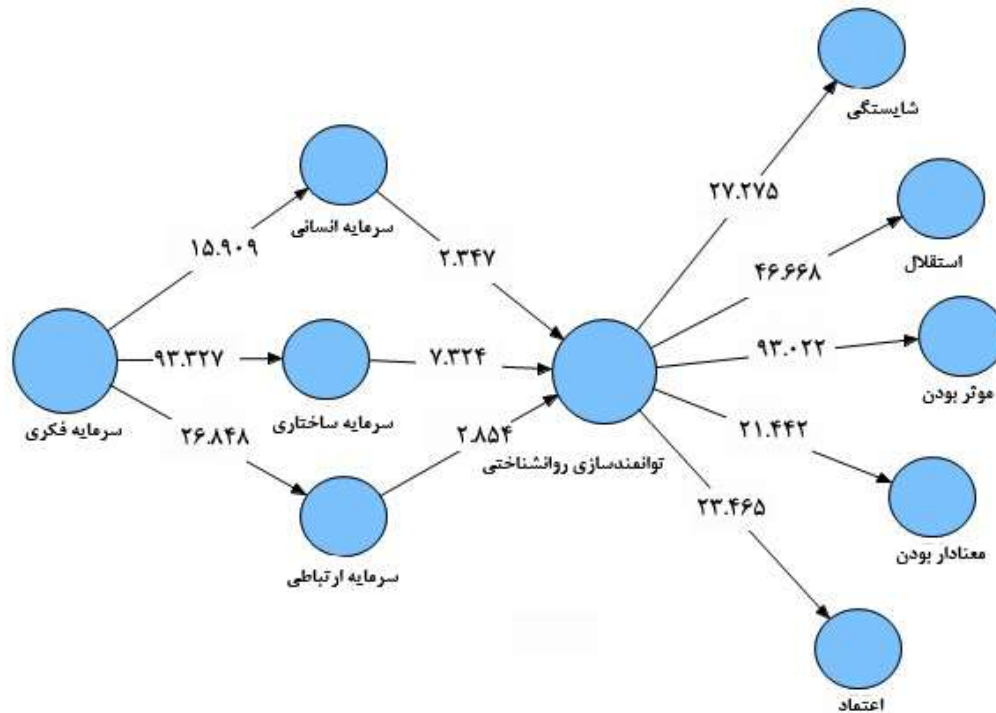 شایستگی
۲۷.۲۷۵
سرمایه انسانی
۱۵.۹۰۹
۲.۳۴۷
۴۶.۶۶۸
استقلال
۹۳.۳۲۷
۷.۳۲۴
۹۳.۰۲۲
موثر بودن
سرمایه فکری
سرمایه ساختاری
توانمندسازی روانشناختی
۲۶.۸۴۸
۲.۸۵۴
۲۱.۴۴۲
۲۳.۴۶۵
معنادار بودن
سرمایه ارتباطی
اعتماد